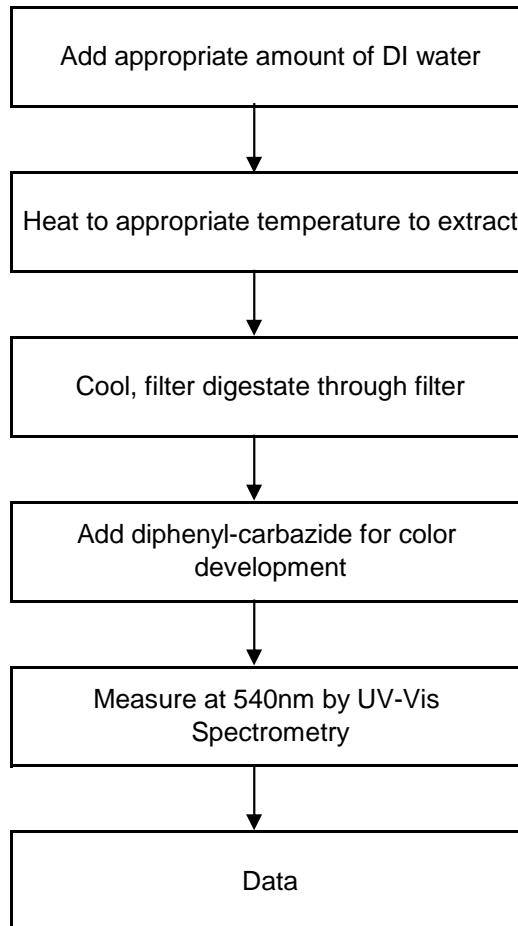 Add appropriate amount of DI water
Heat to appropriate temperature to extract
Cool, filter digestate through filter
Add diphenyl-carbazide for color
development
Measure at 540nm by UV-Vis
Spectrometry
Data